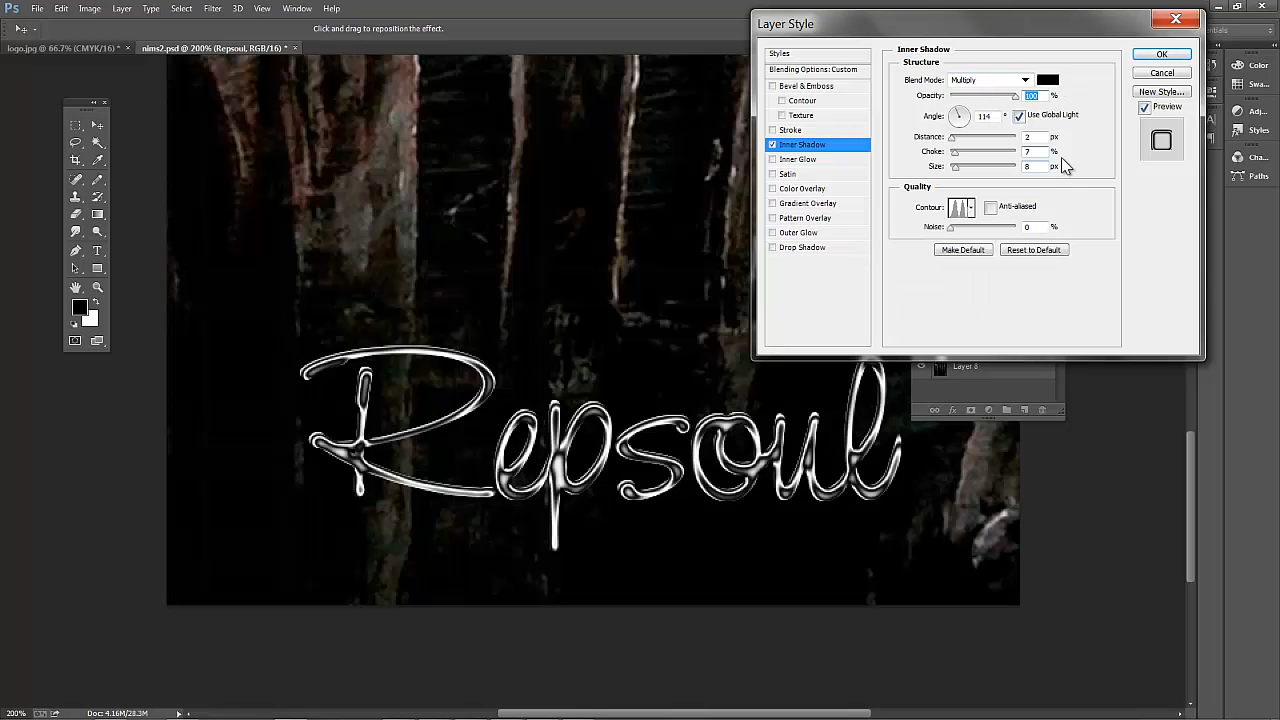 Ps File Edit Image Layer Type Select Filter 3D View Window Help
Click and drag to reposition the effect.
logo.jpg @ 66.7% (CMYK/16) * × nims2.psd @ 200% (Repsoul, RGB/16) * ×
Layer Style
Styles
Blending Options: Custom
Bevel & Emboss
Contour
Texture
Stroke
Inner Shadow
Inner Glow
Satin
Color Overlay
Gradient Overlay
Pattern Overlay
Outer Glow
Drop Shadow
Inner Shadow
Structure
Blend Mode: Multiply
Opacity: 100 %
Angle: 114 ° Use Global Light
Distance: 2 px
Choke: 7 %
Size: 8 px
Quality
Contour: Anti-aliased
Noise: 0 %
Make Default Reset to Default
OK
Cancel
New Style...
Preview
Color
Swa...
Adj...
Styles
Cha...
Paths
Layer 8
fx
Repsoul
200% Doc: 4.16M/28.3M